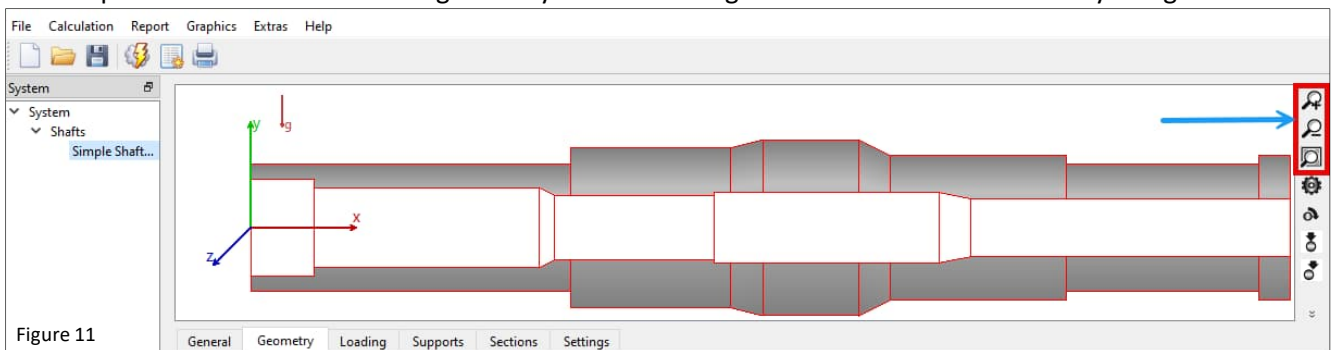 File Calculation Report Graphics Extras Help
System
System
Shafts
Simple Shaft...
y
g
x
z
Figure 11
General Geometry Loading Supports Sections Settings